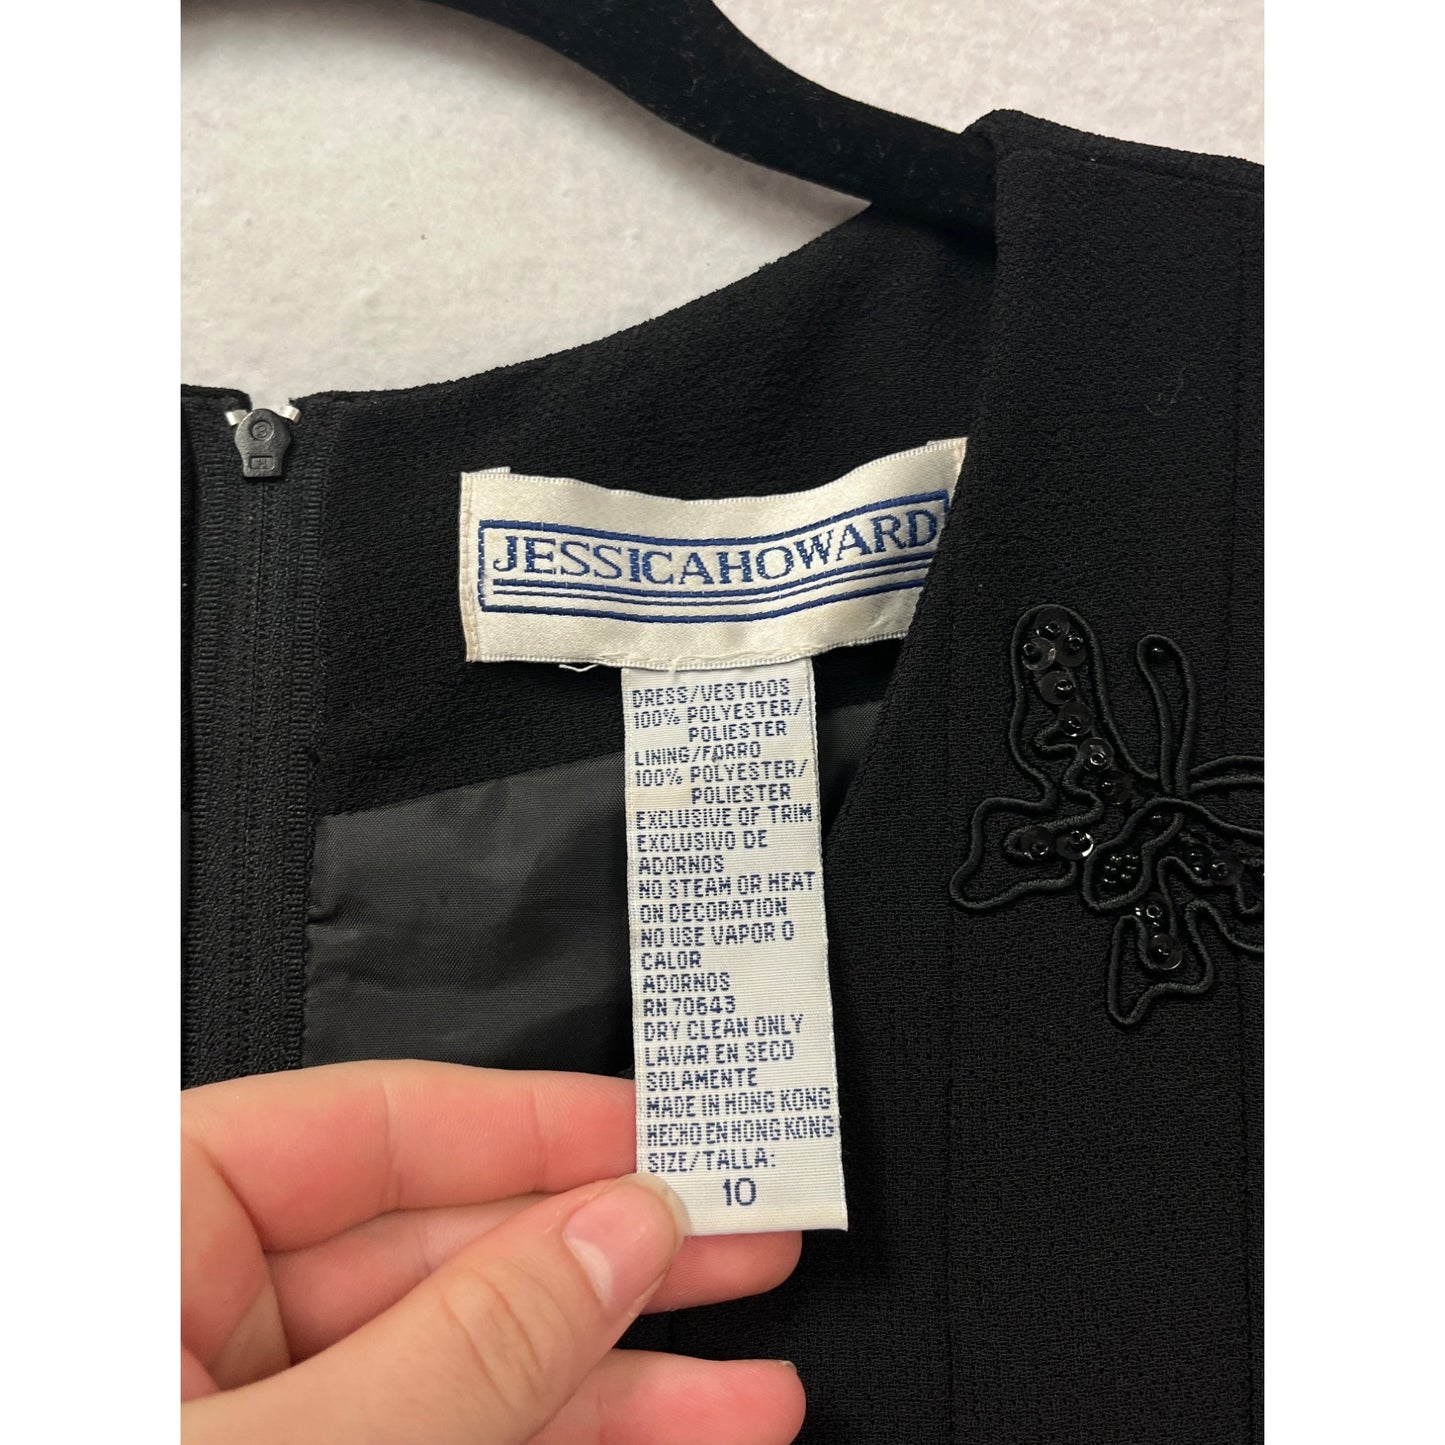 JESSICAHOWARD
DRESS/VESTIDOS
100% POLYESTER/
POLIESTER
LINING/FORRO
100% POLYESTER/
POLIESTER
EXCLUSIVE OF TRIM
EXCLUSIVO DE
ADORNOS
NO STEAM OR HEAT
ON DECORATION
NO USE VAPOR O
CALOR
ADORNOS
RN 70643
DRY CLEAN ONLY
LAVAR EN SECO
SOLAMENTE
MADE IN HONG KONG
HECHO EN HONG KONG
SIZE/TALLA:
10